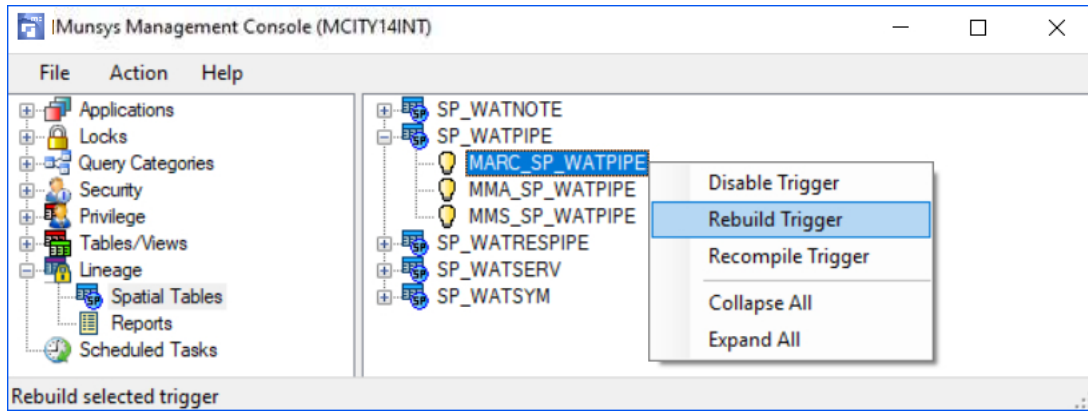 IMunsys Management Console (MCITY14INT)
File Action Help
Applications
Locks
Query Categories
Security
Privilege
Tables/Views
Lineage
Spatial Tables
Reports
Scheduled Tasks
SP_WATNOTE
SP_WATPIPE
MARC_SP_WATPIPE
MMA_SP_WATPIPE
MMS_SP_WATPIPE
SP_WATRESPIPE
SP_WATSERV
SP_WATSYM
Disable Trigger
Rebuild Trigger
Recompile Trigger
Collapse All
Expand All
Rebuild selected trigger